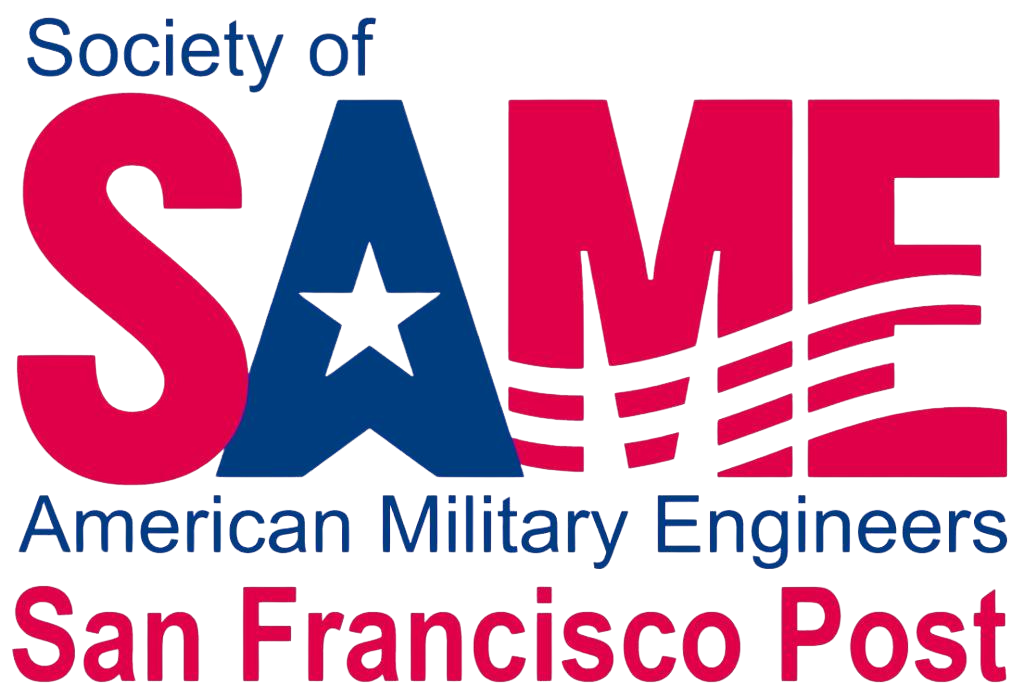 Society of
SAME
American Military Engineers
San Francisco Post